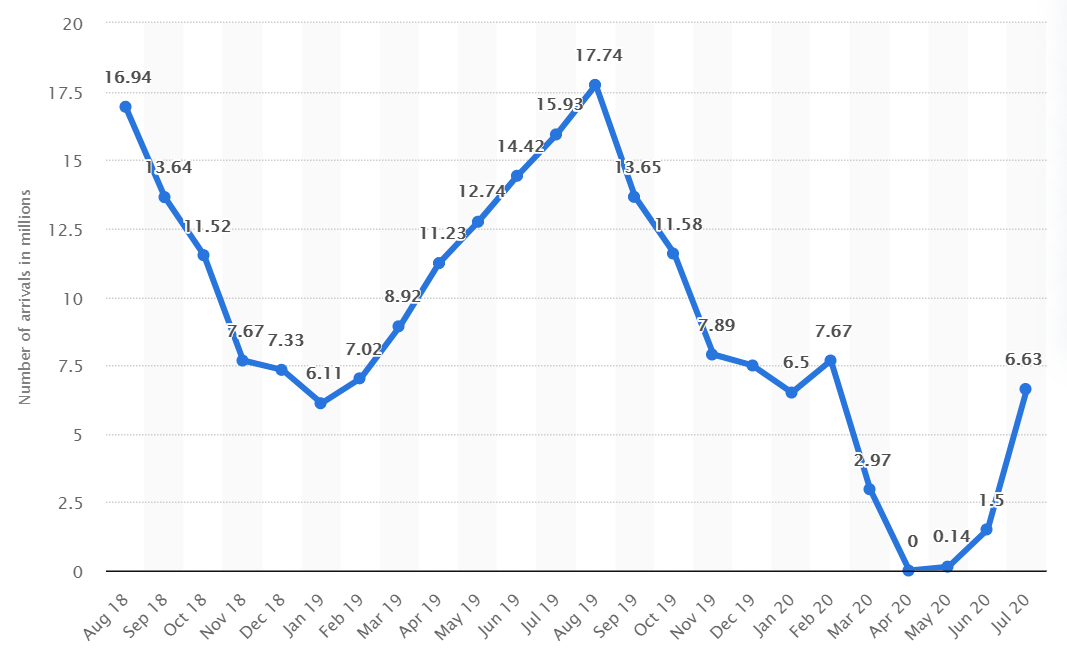 Number of arrivals in millions
20
17.5
15
12.5
10
7.5
5
2.5
0
16.94
13.64
11.52
7.67
7.33
6.11
7.02
8.92
11.23
12.74
14.42
15.93
17.74
13.65
11.58
7.89
6.5
7.67
2.97
0
0.14
1.5
6.63
Aug 18
Sep 18
Oct 18
Nov 18
Dec 18
Jan 19
Feb 19
Mar 19
Apr 19
May 19
Jun 19
Jul 19
Aug 19
Sep 19
Oct 19
Nov 19
Dec 19
Jan 20
Feb 20
Mar 20
Apr 20
May 20
Jun 20
Jul 20